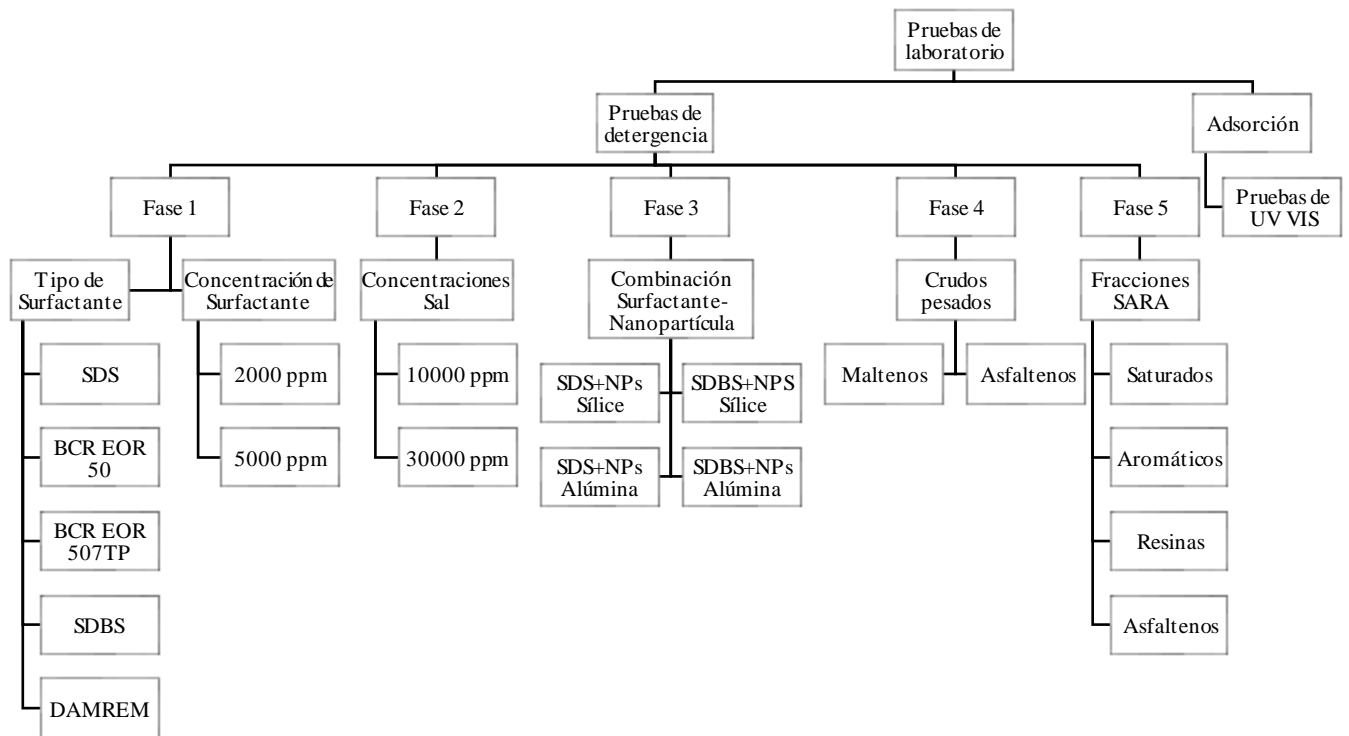 Pruebas de
laboratorio
Pruebas de
detergencia
Adsorción
Pruebas de
UV VIS
Fase 1
Fase 2
Fase 3
Fase 4
Fase 5
Tipo de
Surfactante
Concentración de
Surfactante
Concentraciones
Sal
Combinación
Surfactante-
Nanopartícula
Crudos
pesados
Fracciones
SARA
SDS
BCR EOR
50
BCR EOR
507TP
SDBS
DAMREM
2000 ppm
5000 ppm
10000 ppm
30000 ppm
SDS+NPs
Sílice
SDBS+NPS
Sílice
SDS+NPs
Alúmina
SDBS+NPs
Alúmina
Maltenos
Asfaltenos
Saturados
Aromáticos
Resinas
Asfaltenos